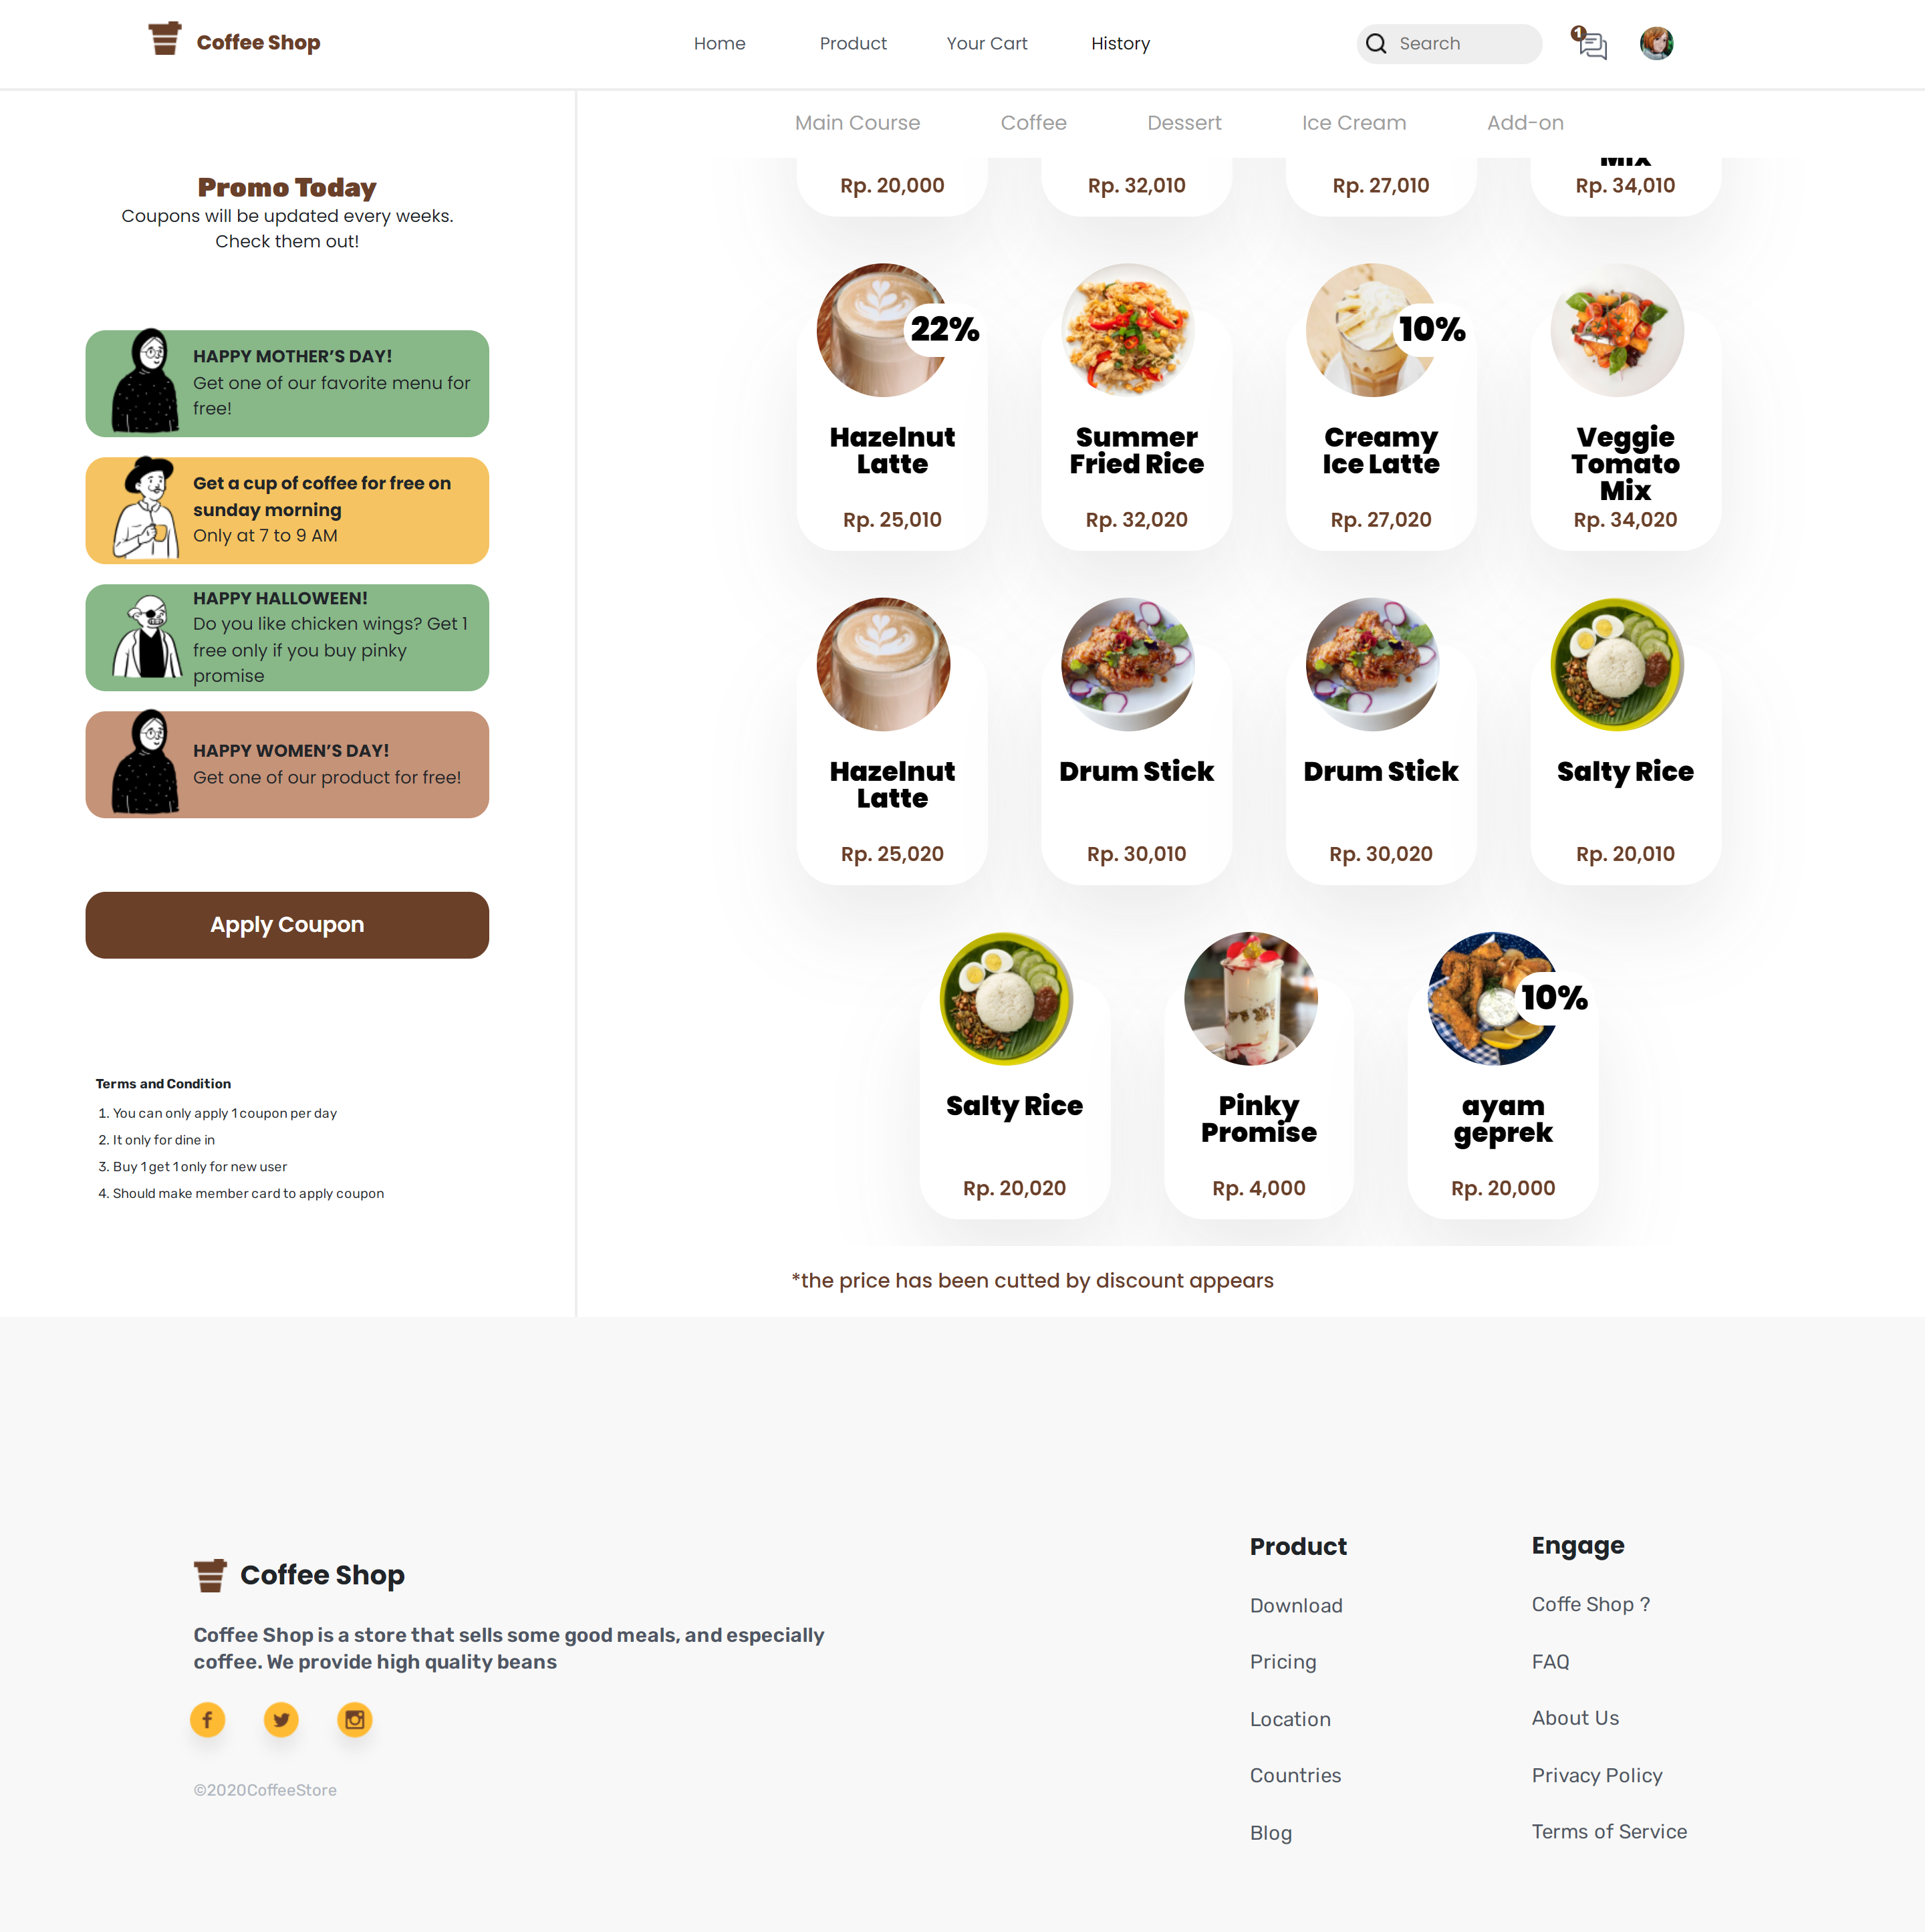 Coffee Shop
Home
Product
Your Cart
History
Search
1
Main Course
Coffee
Dessert
Ice Cream
Add-on
Promo Today
Coupons will be updated every weeks.
Check them out!
HAPPY MOTHER'S DAY!
Get one of our favorite menu for
free!
Get a cup of coffee for free on
sunday morning
Only at 7 to 9 AM
HAPPY HALLOWEEN!
Do you like chicken wings? Get 1
free only if you buy pinky
promise
HAPPY WOMEN'S DAY!
Get one of our product for free!
Apply Coupon
Terms and Condition
1. You can only apply 1 coupon per day
2. It only for dine in
3. Buy 1 get 1 only for new user
4. Should make member card to apply coupon
Rp. 20,000
Rp. 32,010
Rp. 27,010
Mix
Rp. 34,010
22%
Hazelnut
Latte
Rp. 25,010
Summer
Fried Rice
Rp. 32,020
10%
Creamy
Ice Latte
Rp. 27,020
Veggie
Tomato
Mix
Rp. 34,020
Hazelnut
Latte
Rp. 25,020
Drum Stick
Rp. 30,010
Drum Stick
Rp. 30,020
Salty Rice
Rp. 20,010
Salty Rice
Rp. 20,020
Pinky
Promise
Rp. 4,000
10%
ayam
geprek
Rp. 20,000
*the price has been cutted by discount appears
Coffee Shop
Coffee Shop is a store that sells some good meals, and especially
coffee. We provide high quality beans
©2020CoffeeStore
Product
Download
Pricing
Location
Countries
Blog
Engage
Coffe Shop ?
FAQ
About Us
Privacy Policy
Terms of Service